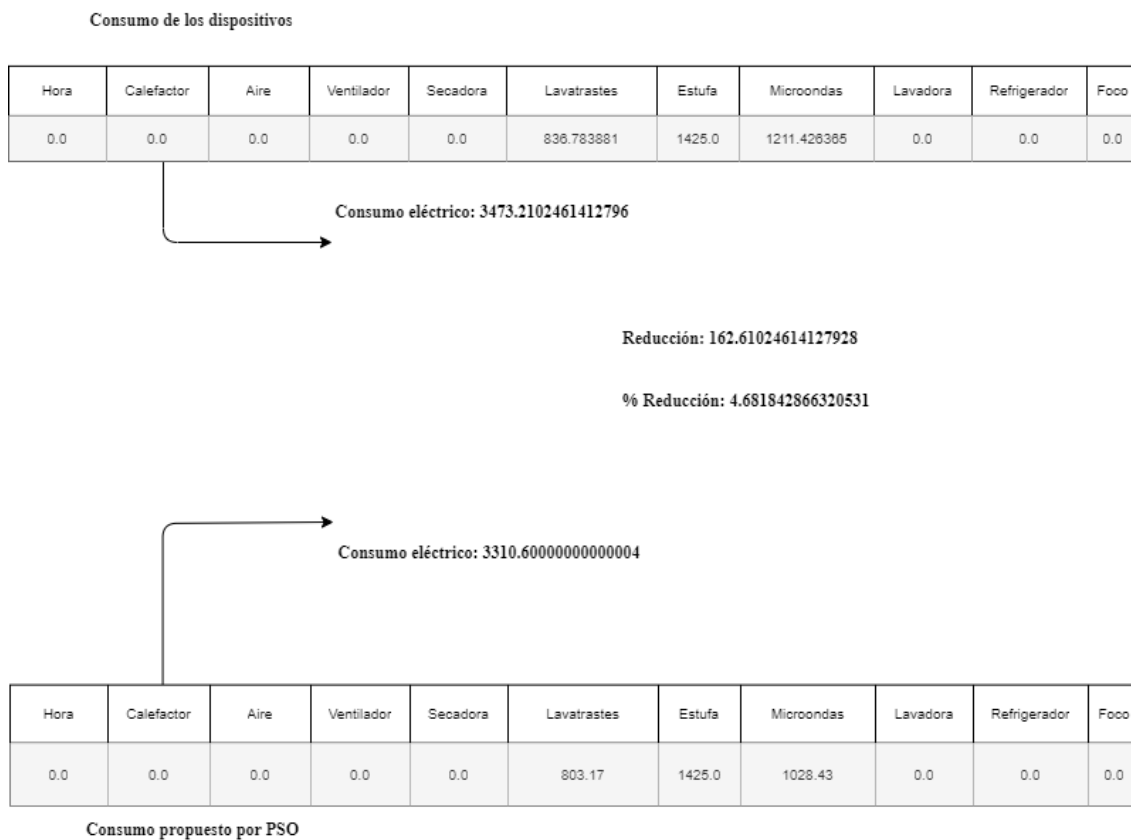 Consumo de los dispositivos
Hora Calefactor Aire Ventilador Secadora Lavatrastes Estufa Microondas Lavadora Refrigerador Foco
0.0 0.0 0.0 0.0 0.0 836.783881 1425.0 1211.426365 0.0 0.0 0.0
Consumo eléctrico: 3473.2102461412796
Reducción: 162.61024614127928
% Reducción: 4.681842866320531
Consumo eléctrico: 3310.60000000000004
Hora Calefactor Aire Ventilador Secadora Lavatrastes Estufa Microondas Lavadora Refrigerador Foco
0.0 0.0 0.0 0.0 0.0 803.17 1425.0 1028.43 0.0 0.0 0.0
Consumo propuesto por PSO